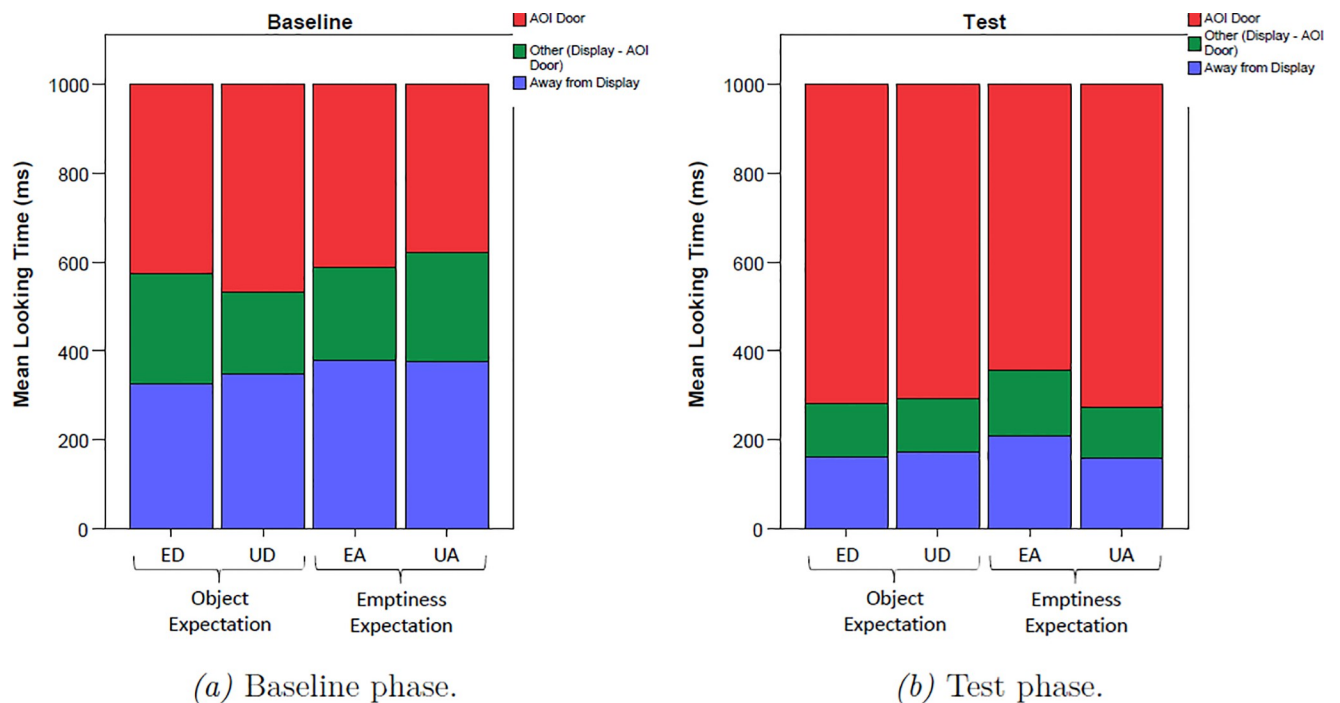 Baseline
AOI Door
Other (Display - AOI
Door)
Away from Display
Mean Looking Time (ms)
1000
800
600
400
200
0
ED
UD
EA
UA
Object
Expectation
Emptiness
Expectation
(a) Baseline phase.
Test
AOI Door
Other (Display - AOI
Door)
Away from Display
Mean Looking Time (ms)
1000
800
600
400
200
0
ED
UD
EA
UA
Object
Expectation
Emptiness
Expectation
(b) Test phase.